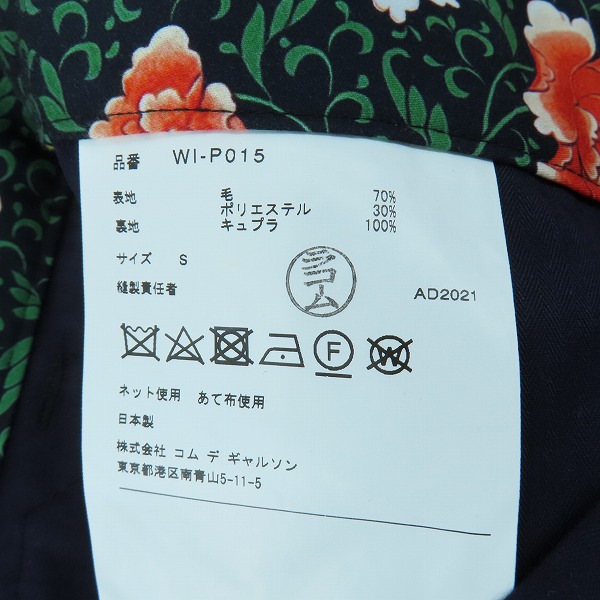 品番 WI-P015
表地 毛 70%
ポリエステル 30%
裏地 キュプラ 100%
サイズ S
縫製責任者
AD2021
F
W
ネット使用 あて布使用
日本製
株式会社 コム デ ギャルソン
東京都港区南青山5-11-5